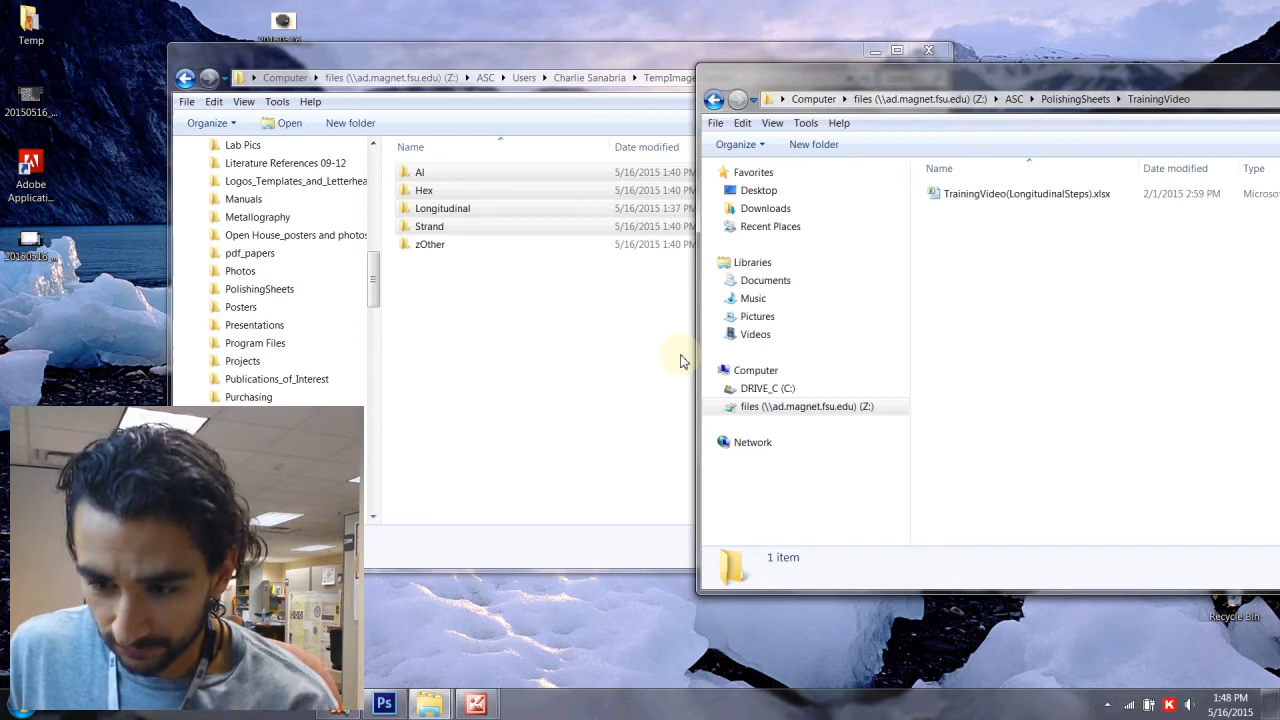 Temp
20150516_...
Adobe
Applicati...
20160516_...
Computer
files (\\ad.magnet.fsu.edu) (Z:)
ASC
Users
Charlie Sanabria
TempImage
File Edit View Tools Help
Organize
Open
New folder
Lab Pics
Literature References 09-12
Logos_Templates_and_Letterhea
Manuals
Metallography
Open House_posters and photos
pdf_papers
Photos
PolishingSheets
Posters
Presentations
Program Files
Projects
Publications_of_Interest
Purchasing
Name Date modified
Al 5/16/2015 1:40 PM
Hex 5/16/2015 1:40 PM
Longitudinal 5/16/2015 1:37 PM
Strand 5/16/2015 1:40 PM
zOther 5/16/2015 1:40 PM
Computer
files (\\ad.magnet.fsu.edu) (Z:)
ASC
PolishingSheets
TrainingVideo
File Edit View Tools Help
Organize
New folder
Favorites
Desktop
Downloads
Recent Places
Libraries
Documents
Music
Pictures
Videos
Computer
DRIVE_C (C:)
files (\\ad.magnet.fsu.edu) (Z:)
Network
Name Date modified Type
TrainingVideo(LongitudinalSteps).xlsx 2/1/2015 2:59 PM Microso
1 item
Recycle Bin
Ps
K
1:48 PM
5/16/2015